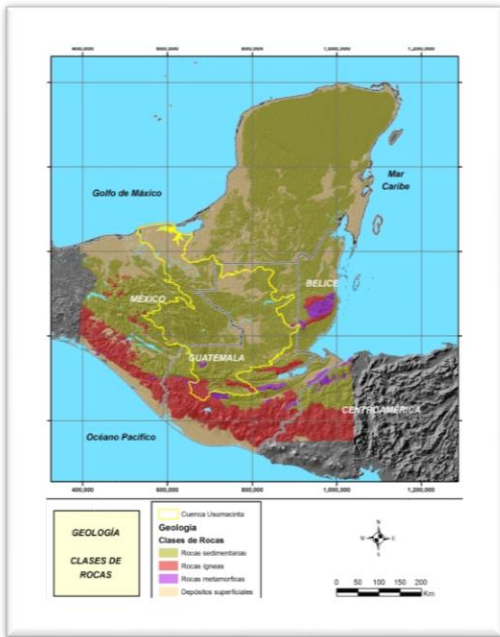 400,000 600,000 800,000 1,000,000 1,200,000
Golfo de México
Mar
Caribe
BELICE
MÉXICO
GUATEMALA
CENTROAMÉRICA
Océano Pacífico
400,000 600,000 800,000 1,000,000 1,200,000
GEOLOGÍA
CLASES DE
ROCAS
Cuenca Usumacinta
Geología
Clases de Rocas
Rocas sedimentarias
Rocas ígneas
Rocas metamorficas
Depósitos superficiales
N
W E
S
0 50 100 150 200
Km